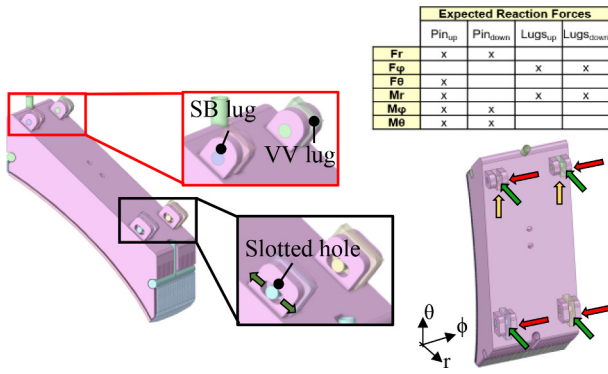 Expected Reaction Forces
Pinup Pindown Lugsup Lugsdown
Fr x x
Fφ x x
Fθ x
Mr x x x
Mφ x x
Mθ x x
SB lug
VV lug
Slotted hole
θ
ϕ
r